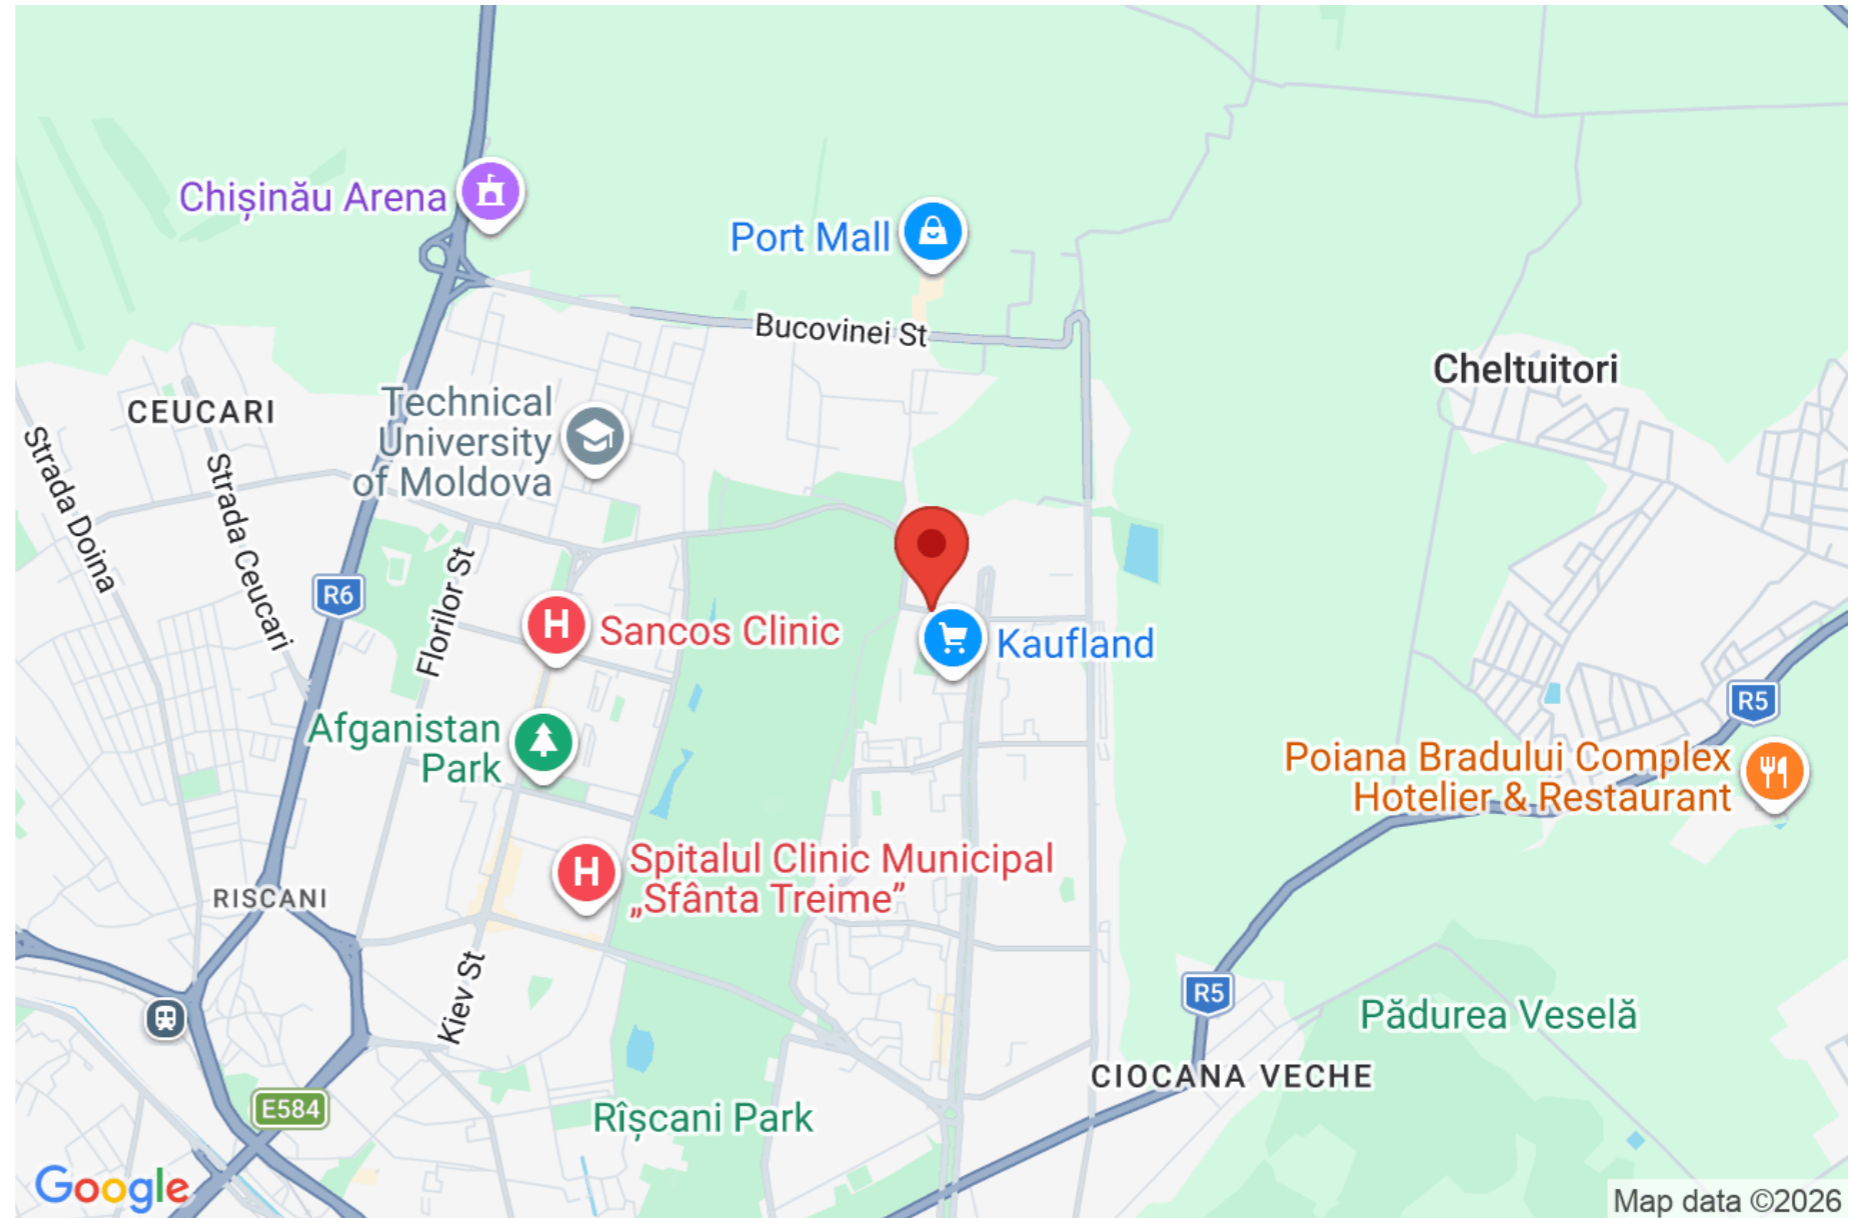 Chișinău Arena
Port Mall
Bucovinei St
Cheltuitori
CEUCARI
Technical
University
of Moldova
Strada Doina
Strada Ceucari
Florilor St
R6
H
Sancos Clinic
Kaufland
R5
Afganistan
Park
Poiana Bradului Complex
Hotelier & Restaurant
H
Spitalul Clinic Municipal
„Sfânta Treime”
RISCANI
Kiev St
R5
Pădurea Veselă
CIOCANA VECHE
E584
Rîșcani Park
Google
Map data ©2026